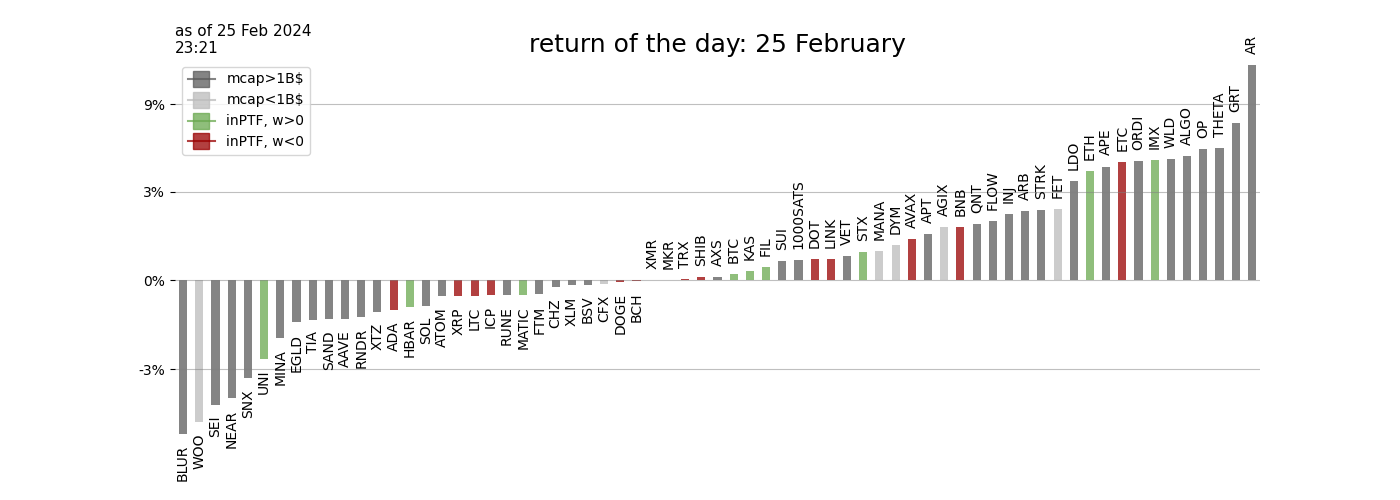 as of 25 Feb 2024
23:21
return of the day: 25 February
mcap>1B$
mcap<1B$
inPTF, w>0
inPTF, w<0
9%
3%
0%
-3%
BLUR
WOO
SEI
NEAR
SNX
UNI
MINA
EGLD
TIA
SAND
AAVE
RNDR
XTZ
ADA
HBAR
SOL
ATOM
XRP
LTC
ICP
RUNE
MATIC
FTM
CHZ
XLM
BSV
CFX
DOGE
BCH
XMR
MKR
TRX
SHIB
AXS
BTC
KAS
FIL
SUI
1000SATS
DOT
LINK
VET
STX
MANA
DYM
AVAX
APT
AGIX
BNB
QNT
FLOW
INJ
ARB
STRK
FET
LDO
ETH
APE
ETC
ORDI
IMX
WLD
ALGO
OP
THETA
GRT
AR